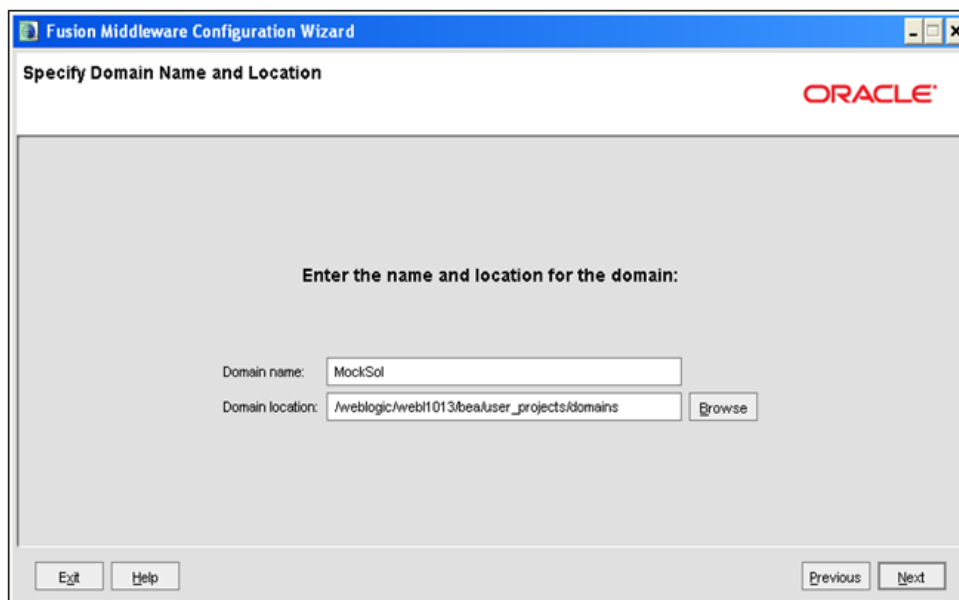 Fusion Middleware Configuration Wizard
Specify Domain Name and Location
ORACLE
Enter the name and location for the domain:
Domain name: MockSol
Domain location: /weblogic/webl1013/bea/user_projects/domains Browse
Exit Help Previous Next